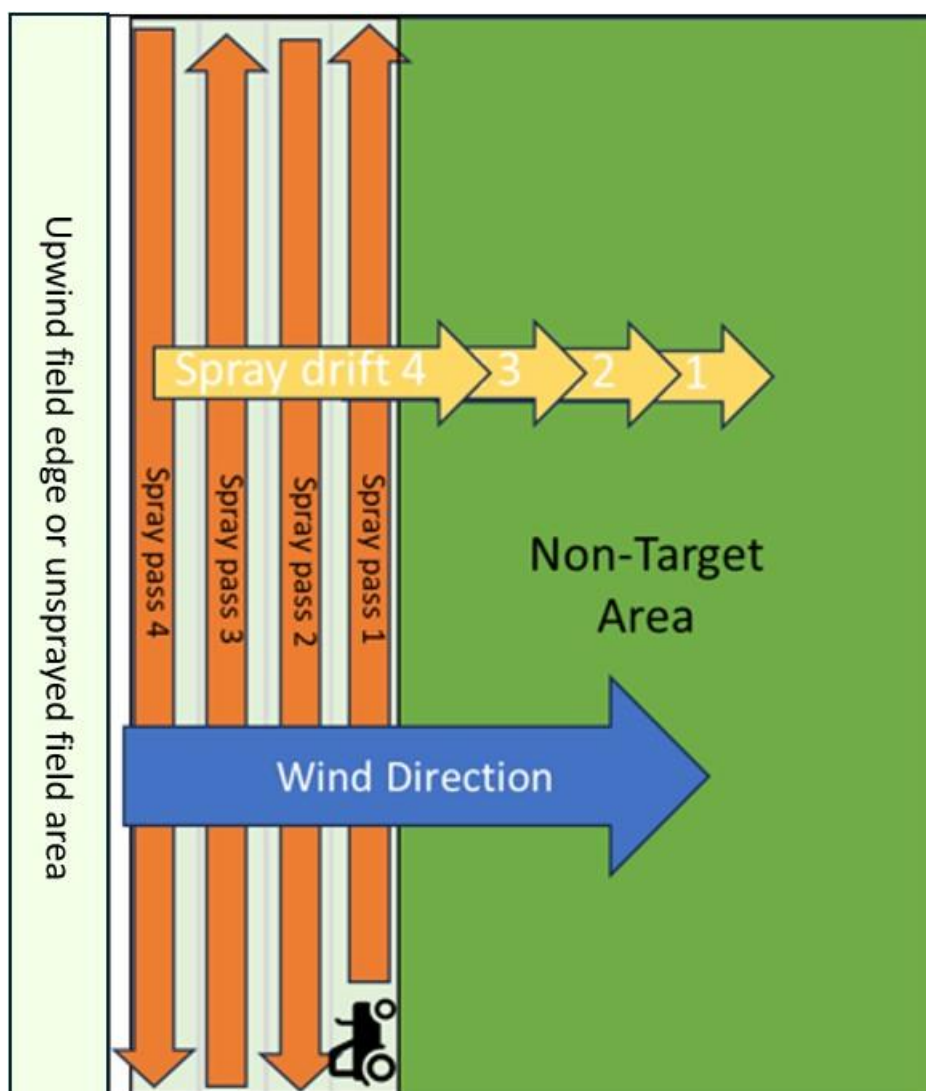 Upwind field edge or unsprayed field area
Spray drift 4
3
2
1
Spray pass 4
Spray pass 3
Spray pass 2
Spray pass 1
Non-Target
Area
Wind Direction